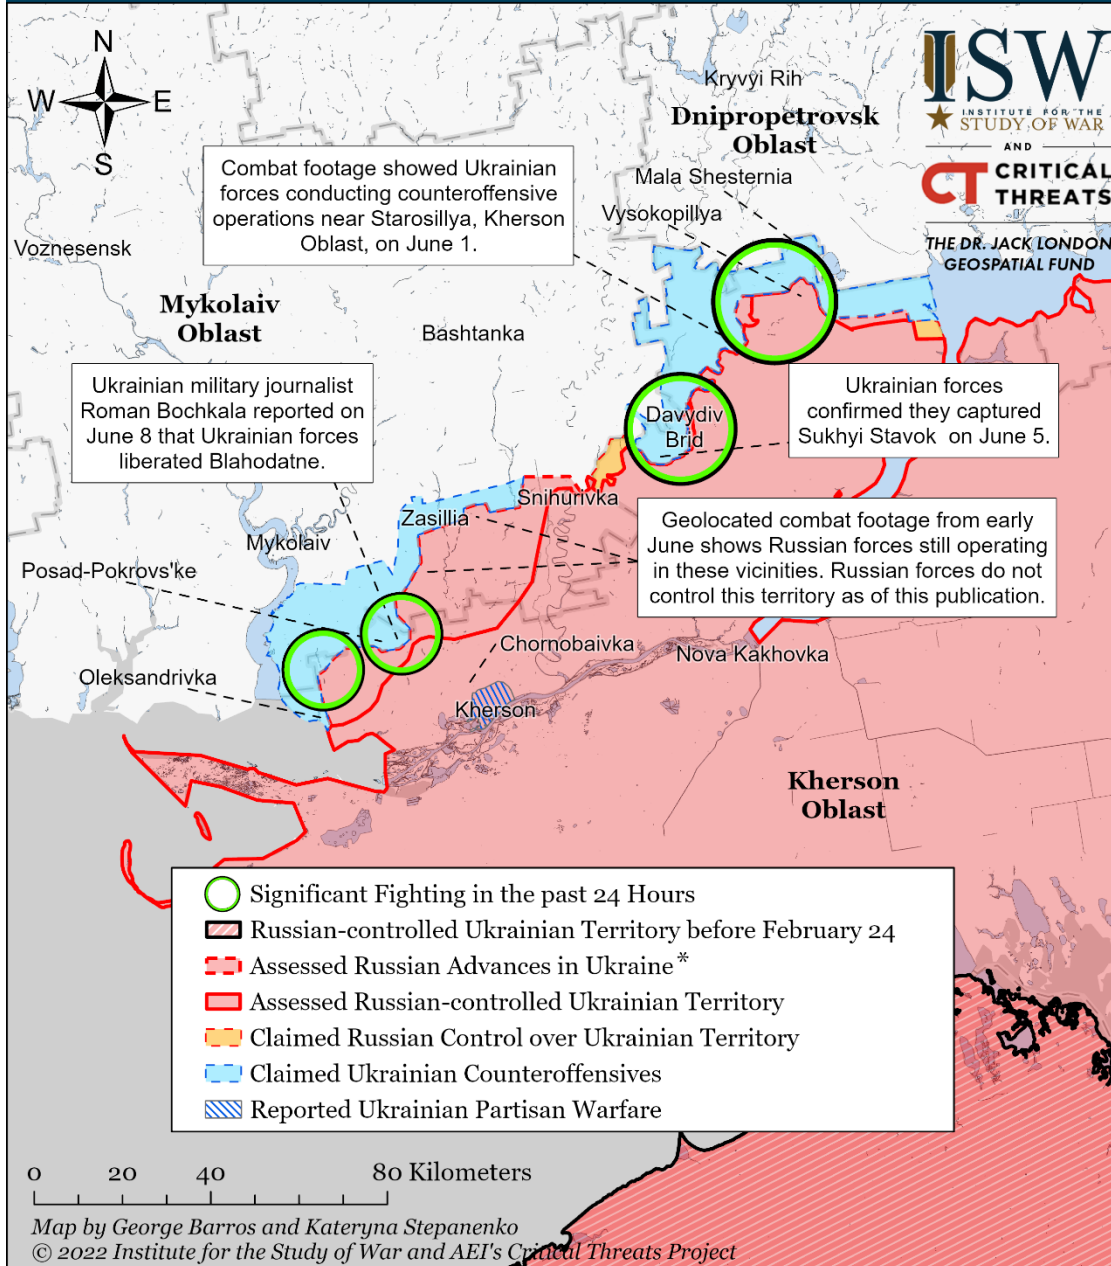 N
W E
S
ISW
INSTITUTE FOR THE
STUDY OF WAR
AND
CT CRITICAL
THREATS
THE DR. JACK LONDON
GEOSPATIAL FUND
Kryvyi Rih
Dnipropetrovsk
Oblast
Mala Shesternia
Vysokopillya
Combat footage showed Ukrainian
forces conducting counteroffensive
operations near Starosillya, Kherson
Oblast, on June 1.
Voznesensk
Mykolaiv
Oblast
Bashtanka
Ukrainian military journalist
Roman Bochkala reported on
June 8 that Ukrainian forces
liberated Blahodatne.
Davydiv
Brid
Ukrainian forces
confirmed they captured
Sukhyi Stavok on June 5.
Snihurivka
Zasillia
Mykolaiv
Geolocated combat footage from early
June shows Russian forces still operating
in these vicinities. Russian forces do not
control this territory as of this publication.
Posad-Pokrovs'ke
Chornobaivka
Nova Kakhovka
Oleksandrivka
Kherson
Kherson
Oblast
Significant Fighting in the past 24 Hours
Russian-controlled Ukrainian Territory before February 24
Assessed Russian Advances in Ukraine*
Assessed Russian-controlled Ukrainian Territory
Claimed Russian Control over Ukrainian Territory
Claimed Ukrainian Counteroffensives
Reported Ukrainian Partisan Warfare
0 20 40 80 Kilometers
Map by George Barros and Kateryna Stepanenko
© 2022 Institute for the Study of War and AEI's Critical Threats Project